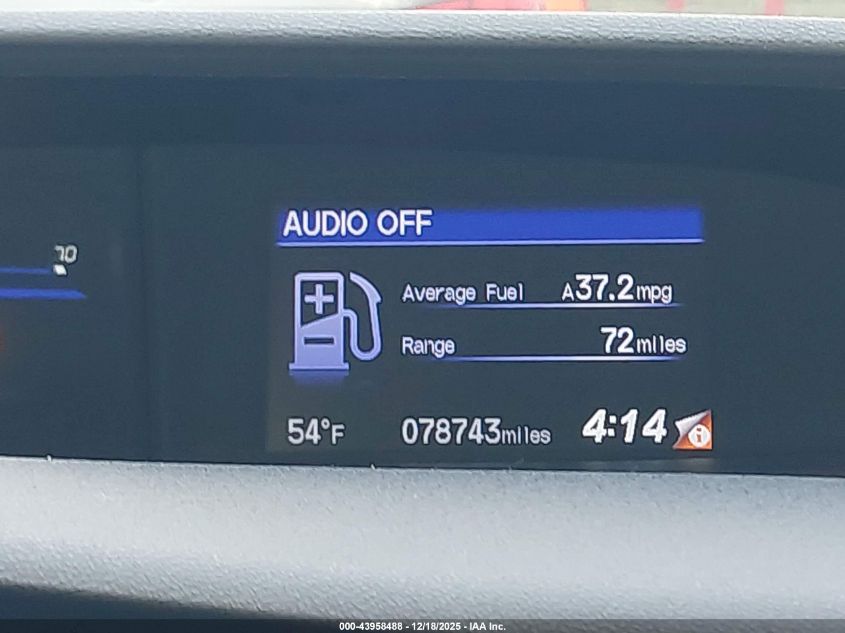 AUDIO OFF
70
Average Fuel A37.2mpg
Range 72miles
54°F 078743miles 4:14 i
000-43958488 - 12/18/2025 - IAA Inc.